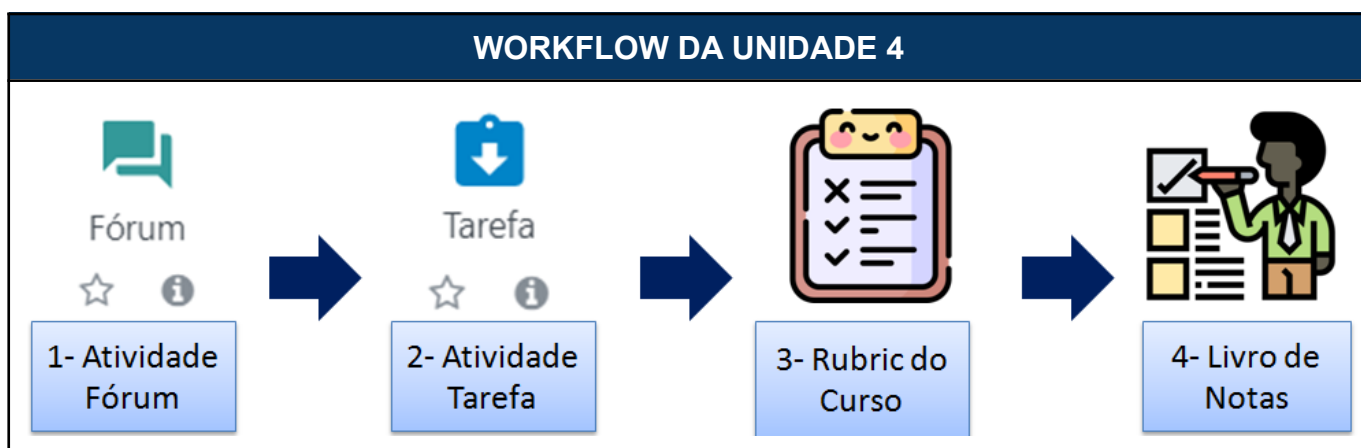 WORKFLOW DA UNIDADE 4
Fórum
Tarefa
1- Atividade
Fórum
2- Atividade
Tarefa
3- Rubric do
Curso
4- Livro de
Notas